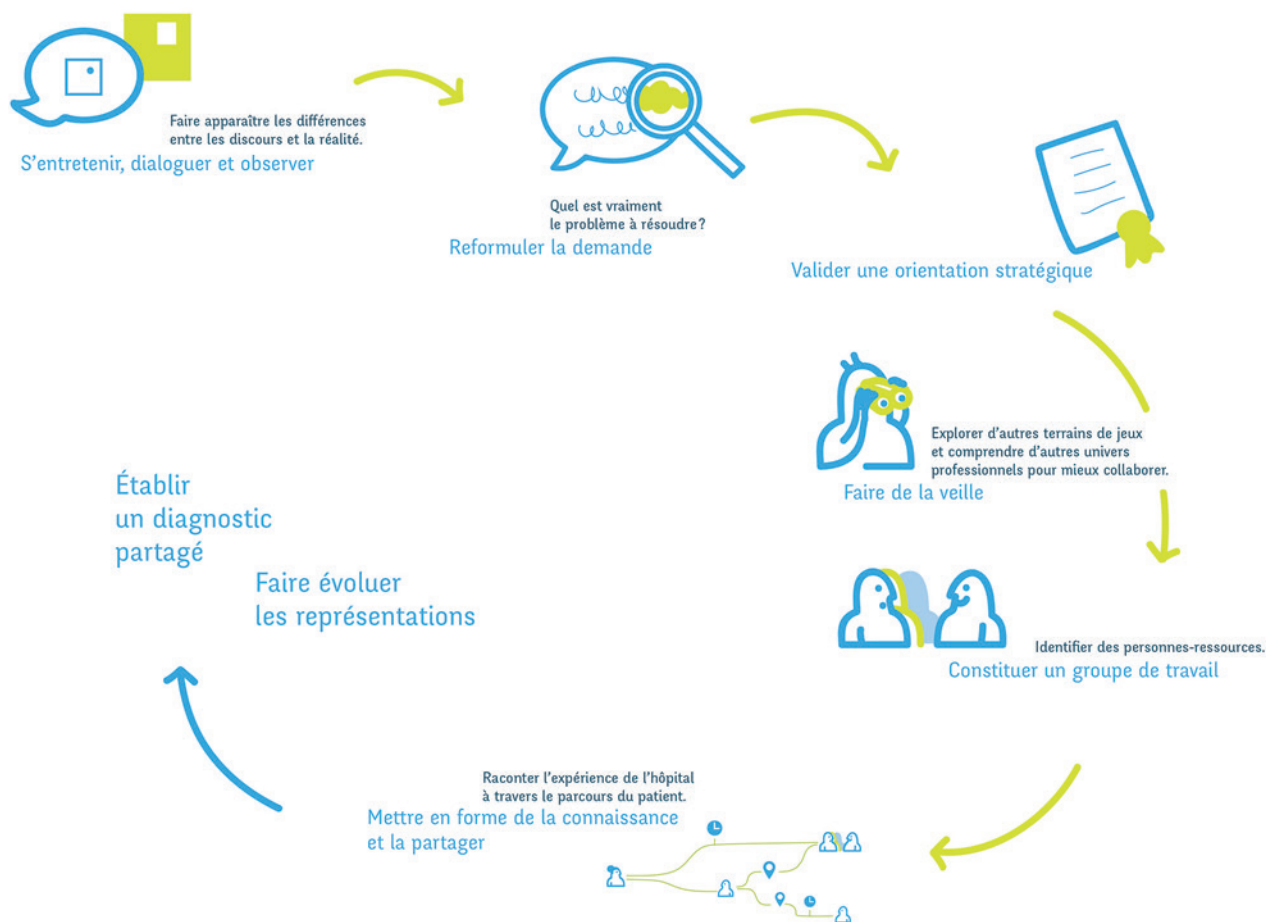 Faire apparaître les différences
entre les discours et la réalité.
S'entretenir, dialoguer et observer
Quel est vraiment
le problème à résoudre ?
Reformuler la demande
Valider une orientation stratégique
Explorer d'autres terrains de jeux
et comprendre d'autres univers
professionnels pour mieux collaborer.
Faire de la veille
Identifier des personnes-ressources.
Constituer un groupe de travail
Raconter l'expérience de l'hôpital
à travers le parcours du patient.
Mettre en forme de la connaissance
et la partager
Établir
un diagnostic
partagé
Faire évoluer
les représentations